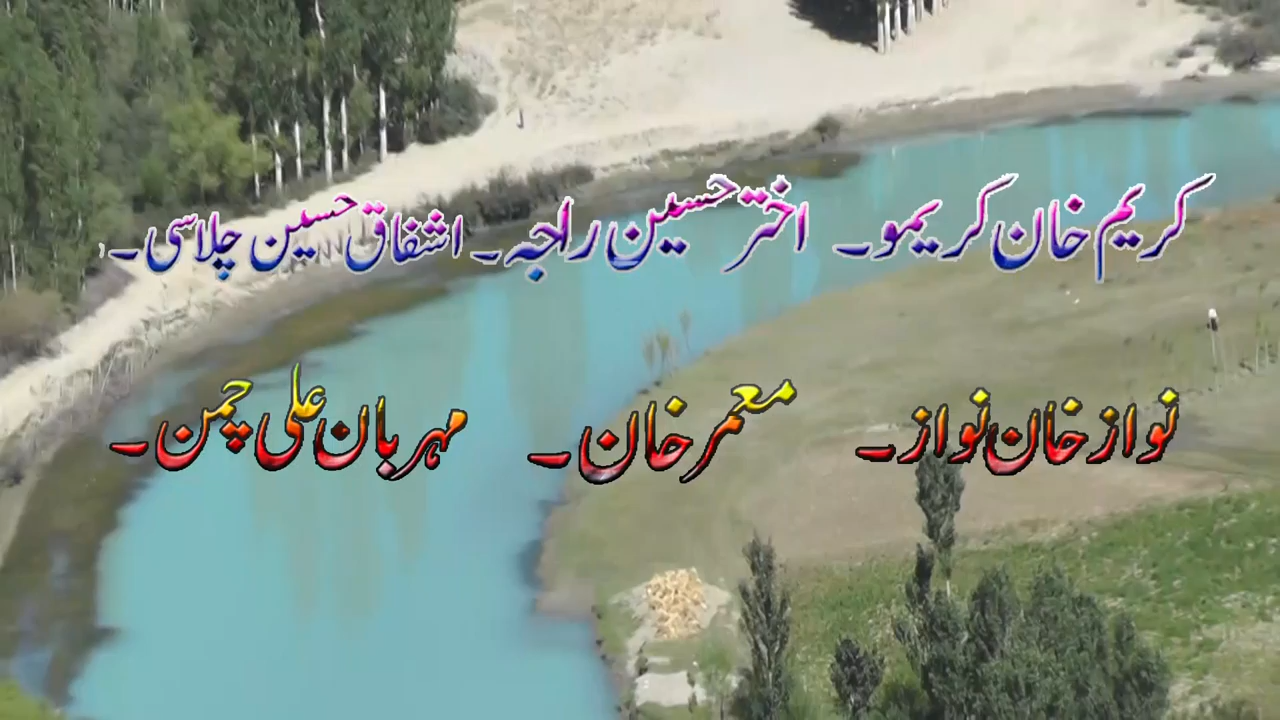 کریم خان کریمو۔ اختر حسین راجہ۔ اشفاق حسین چلاسی۔
نواز خان نواز۔ معمر خان۔ مہربان علی چمن۔